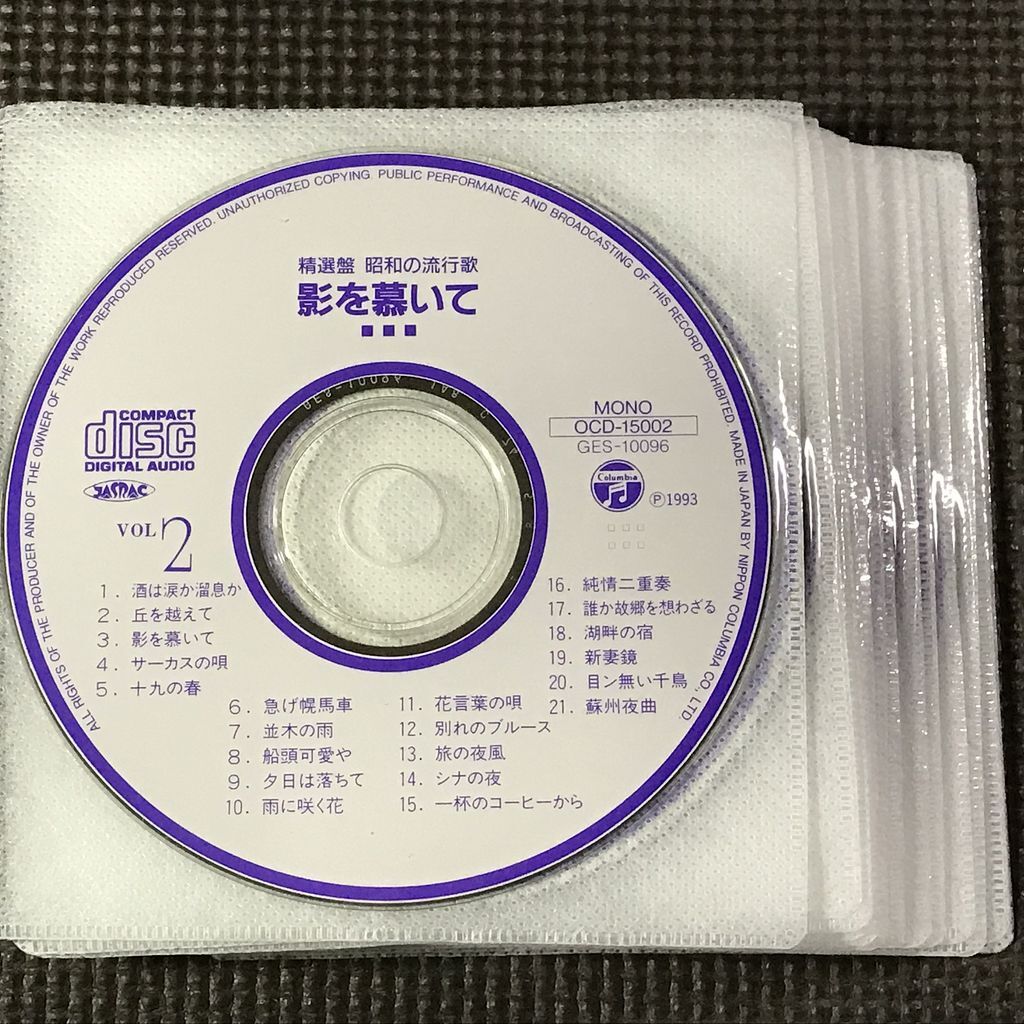 ALL RIGHTS OF THE PRODUCER AND OF THE OWNER OF THE WORK REPRODUCED RESERVED. UNAUTHORIZED COPYING PUBLIC PERFORMANCE AND BROADCASTING OF THIS RECORD PROHIBITED. MADE IN JAPAN BY NIPPON COLUMBIA CO., LTD.
精選盤 昭和の流行歌
影を慕いて
COMPACT
disc
DIGITAL AUDIO
JASRAC
VOL 2
MONO
OCD-15002
GES-10096
Columbia
Ⓟ1993
1. 酒は涙か溜息か
2. 丘を越えて
3. 影を慕いて
4. サーカスの唄
5. 十九の春
6. 急げ幌馬車
7. 並木の雨
8. 船頭可愛や
9. 夕日は落ちて
10. 雨に咲く花
11. 花言葉の唄
12. 別れのブルース
13. 旅の夜風
14. シナの夜
15. 一杯のコーヒーから
16. 純情二重奏
17. 誰か故郷を想わざる
18. 湖畔の宿
19. 新妻鏡
20. 目ン無い千鳥
21. 蘇州夜曲